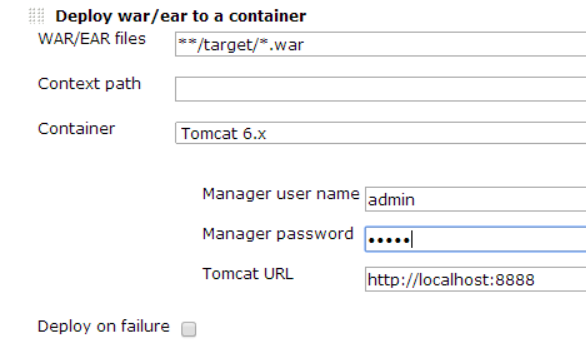 Deploy war/ear to a container
WAR/EAR files **/target/*.war
Context path
Container Tomcat 6.x
Manager user name admin
Manager password •••••
Tomcat URL http://localhost:8888
Deploy on failure